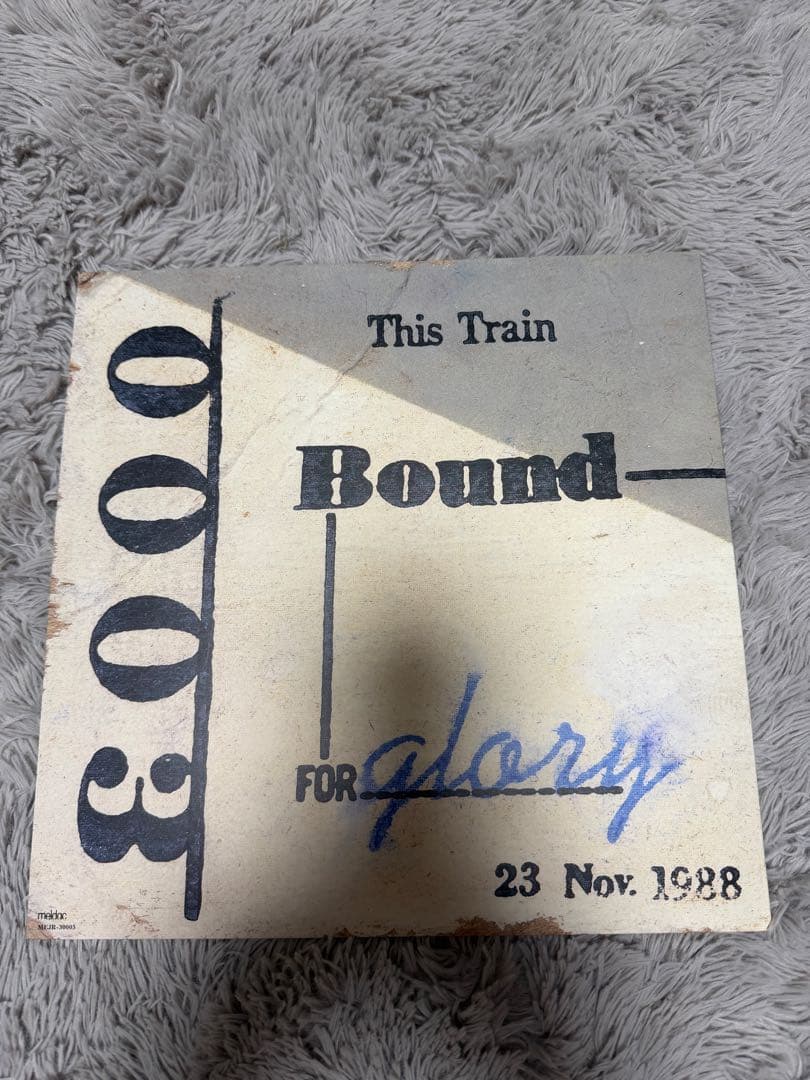 3000
This Train
Bound
FOR glory
23 Nov. 1988
meldac
MEJR-30003